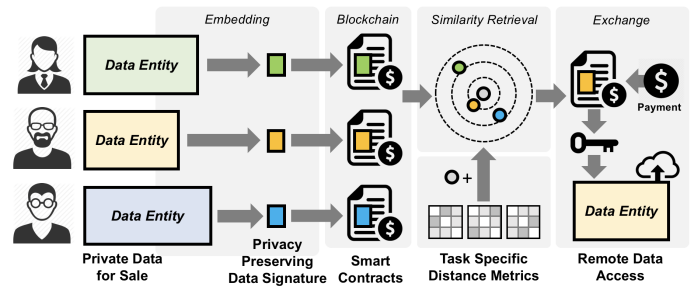 Embedding
Blockchain
Similarity Retrieval
Exchange
Data Entity
$
$
Payment
Data Entity
$
Data Entity
$
+
Data Entity
Private Data
for Sale
Privacy
Preserving
Data Signature
Smart
Contracts
Task Specific
Distance Metrics
Remote Data
Access